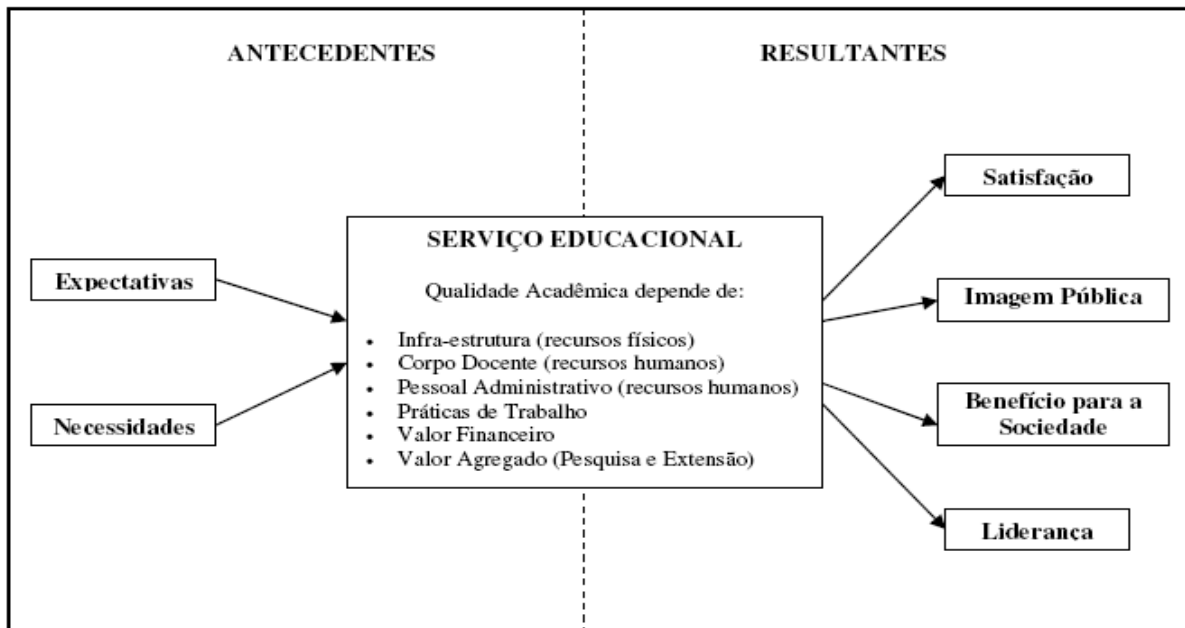 ANTECEDENTES
RESULTANTES
Expectativas
Necessidades
SERVIÇO EDUCACIONAL
Qualidade Acadêmica depende de:
• Infra-estrutura (recursos físicos)
• Corpo Docente (recursos humanos)
• Pessoal Administrativo (recursos humanos)
• Práticas de Trabalho
• Valor Financeiro
• Valor Agregado (Pesquisa e Extensão)
Satisfação
Imagem Pública
Benefício para a
Sociedade
Liderança